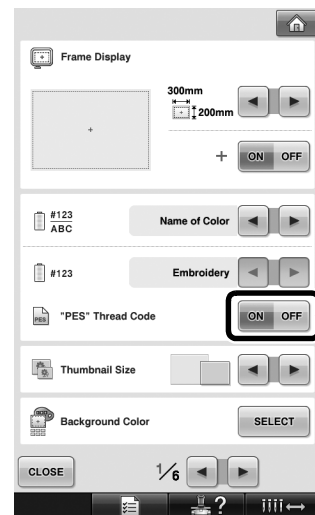 Frame Display
300mm
200mm
+ ON OFF
#123
ABC
Name of Color
#123
Embroidery
PES
"PES" Thread Code
ON OFF
Thumbnail Size
Background Color
SELECT
CLOSE
1/6
?